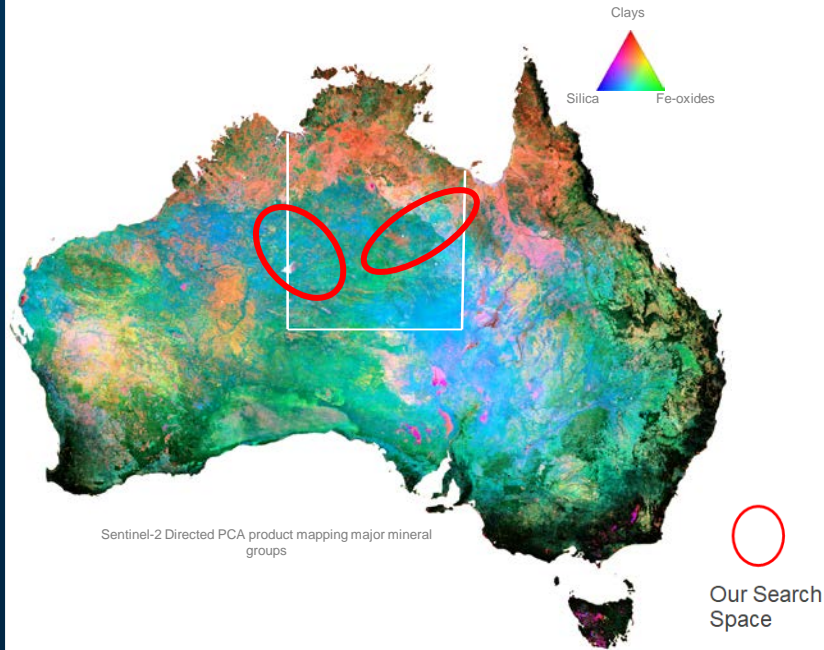 Clays
Silica
Fe-oxides
Sentinel-2 Directed PCA product mapping major mineral
groups
Our Search
Space